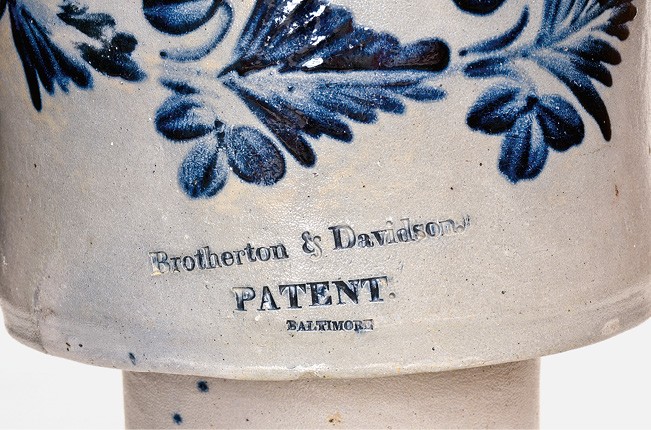 Brotherton & Davidson.
PATENT.
BALTIMORE